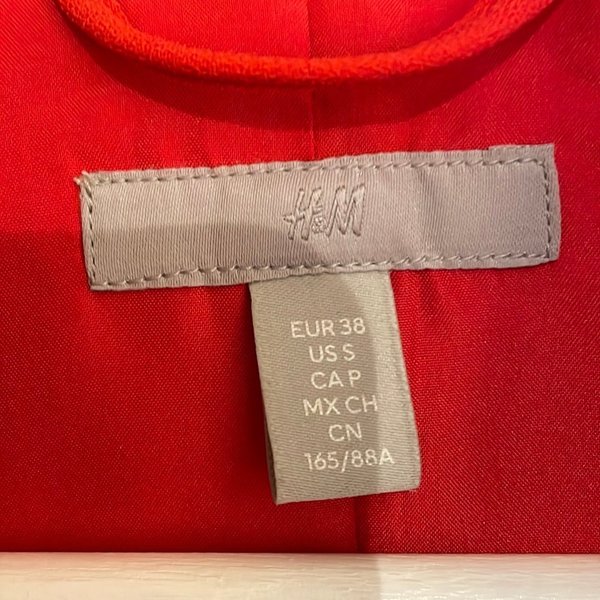 H&M
EUR 38
US S
CA P
MX CH
CN
165/88A